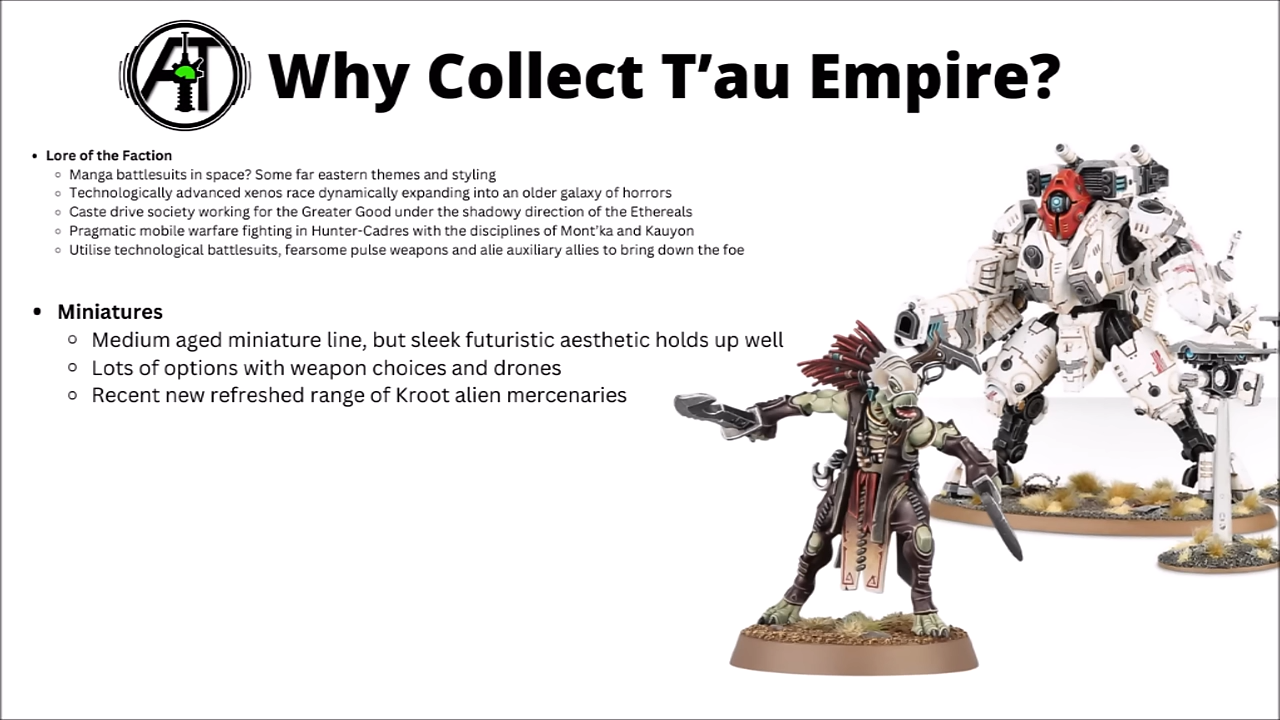 AT
Why Collect T'au Empire?
• Lore of the Faction
◦ Manga battlesuits in space? Some far eastern themes and styling
◦ Technologically advanced xenos race dynamically expanding into an older galaxy of horrors
◦ Caste drive society working for the Greater Good under the shadowy direction of the Ethereals
◦ Pragmatic mobile warfare fighting in Hunter-Cadres with the disciplines of Mont'ka and Kauyon
◦ Utilise technological battlesuits, fearsome pulse weapons and alie auxiliary allies to bring down the foe
• Miniatures
◦ Medium aged miniature line, but sleek futuristic aesthetic holds up well
◦ Lots of options with weapon choices and drones
◦ Recent new refreshed range of Kroot alien mercenaries